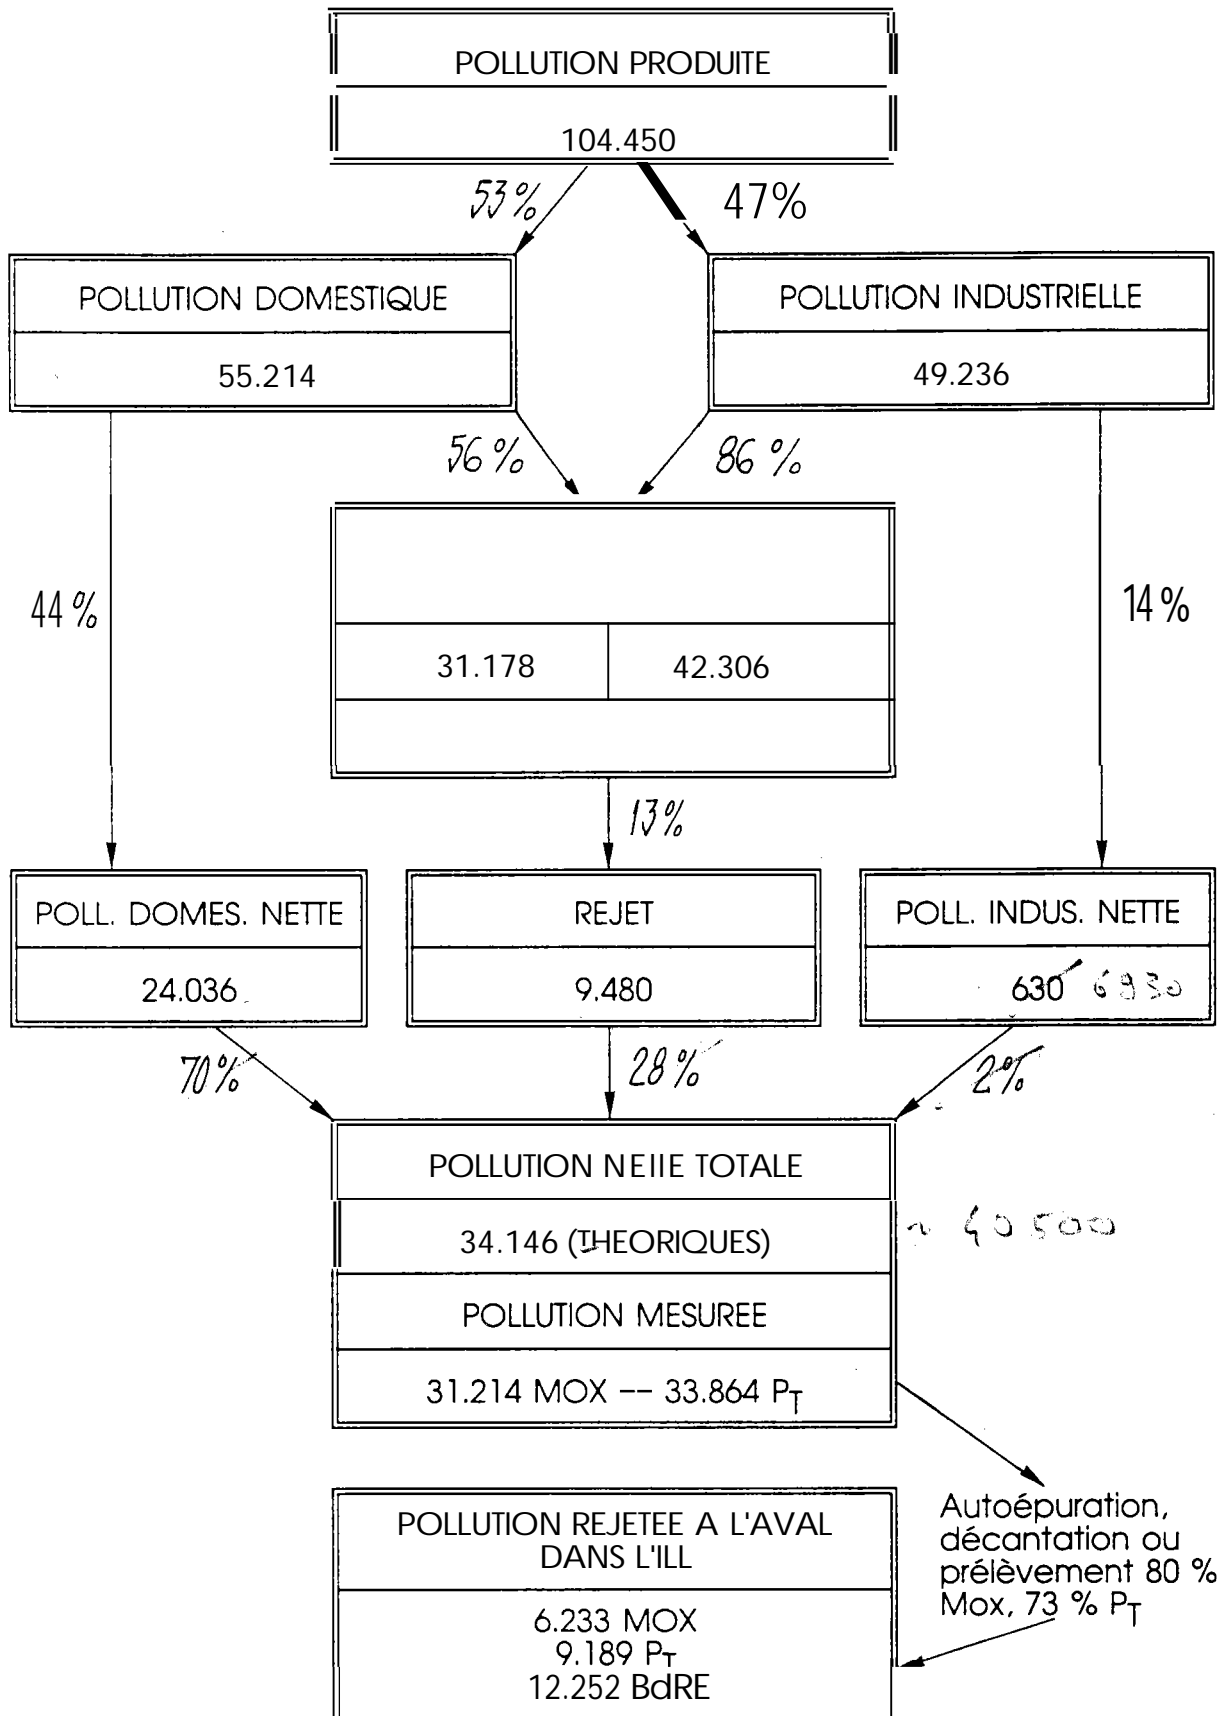 POLLUTION PRODUITE
104.450
53%
47%
POLLUTION DOMESTIQUE
55.214
POLLUTION INDUSTRIELLE
49.236
56%
86%
44%
14%
31.178
42.306
13%
POLL. DOMES. NETTE
24.036
REJET
9.480
POLL. INDUS. NETTE
630 6930
70%
28%
2%
POLLUTION NEIIE TOTALE
34.146 (THEORIQUES)
~ 40500
POLLUTION MESUREE
31.214 MOX -- 33.864 PT
Autoépuration,
décantation ou
prélèvement 80 %
Mox, 73 % PT
POLLUTION REJETEE A L'AVAL
DANS L'ILL
6.233 MOX
9.189 PT
12.252 BdRE